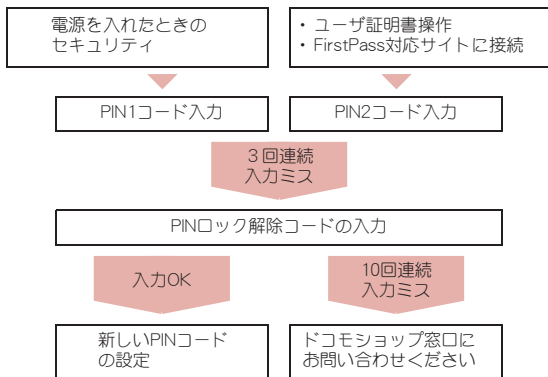 電源を入れたときの
セキュリティ
・ユーザ証明書操作
・FirstPass対応サイトに接続
PIN1コード入力
PIN2コード入力
3回連続
入力ミス
PINロック解除コードの入力
入力OK
10回連続
入力ミス
新しいPINコード
の設定
ドコモショップ窓口に
お問い合わせください